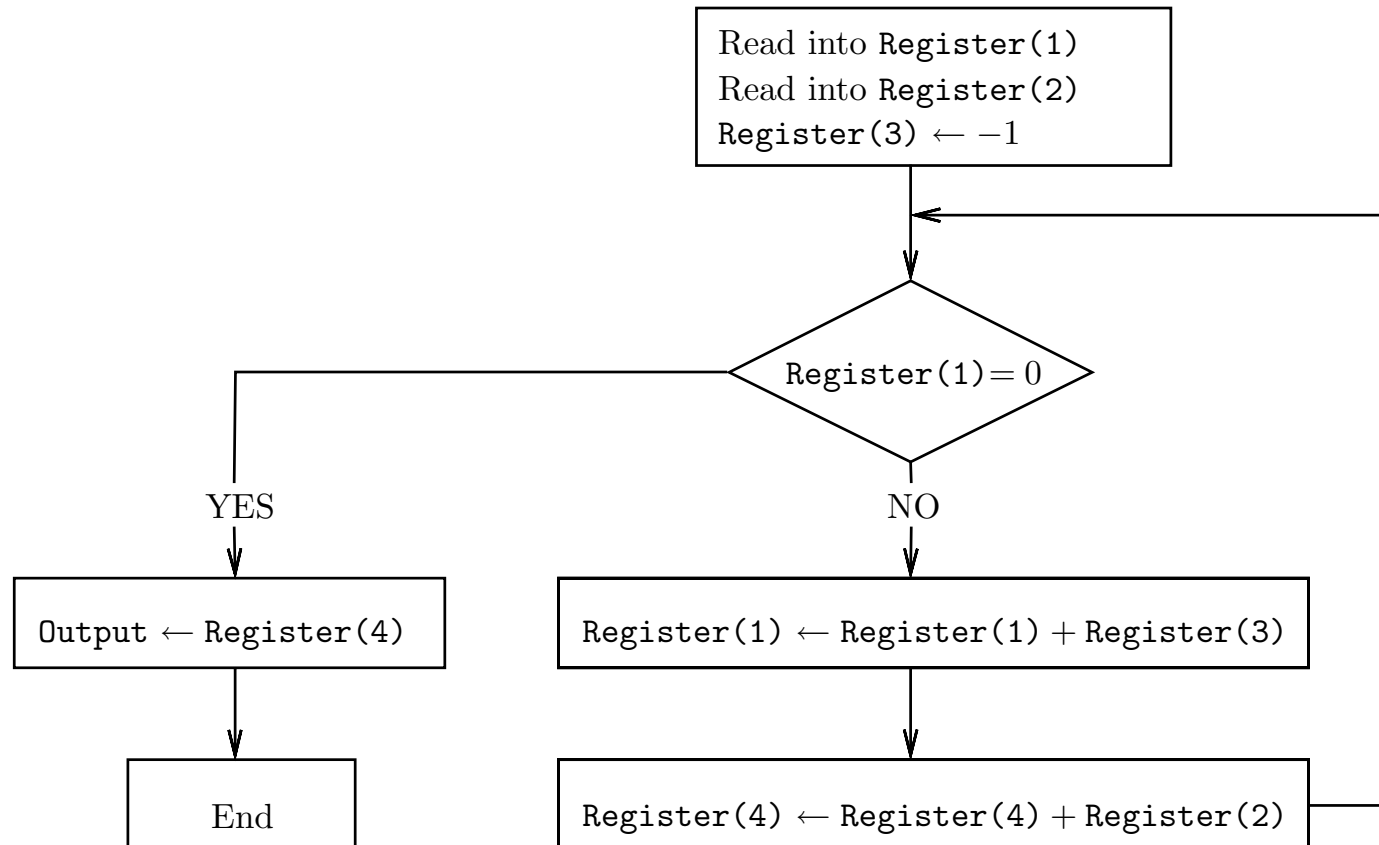 Read into Register(1)
Read into Register(2)
Register(3) ← −1
Register(1)= 0
YES
NO
Output ← Register(4)
Register(1) ← Register(1) + Register(3)
End
Register(4) ← Register(4) + Register(2)